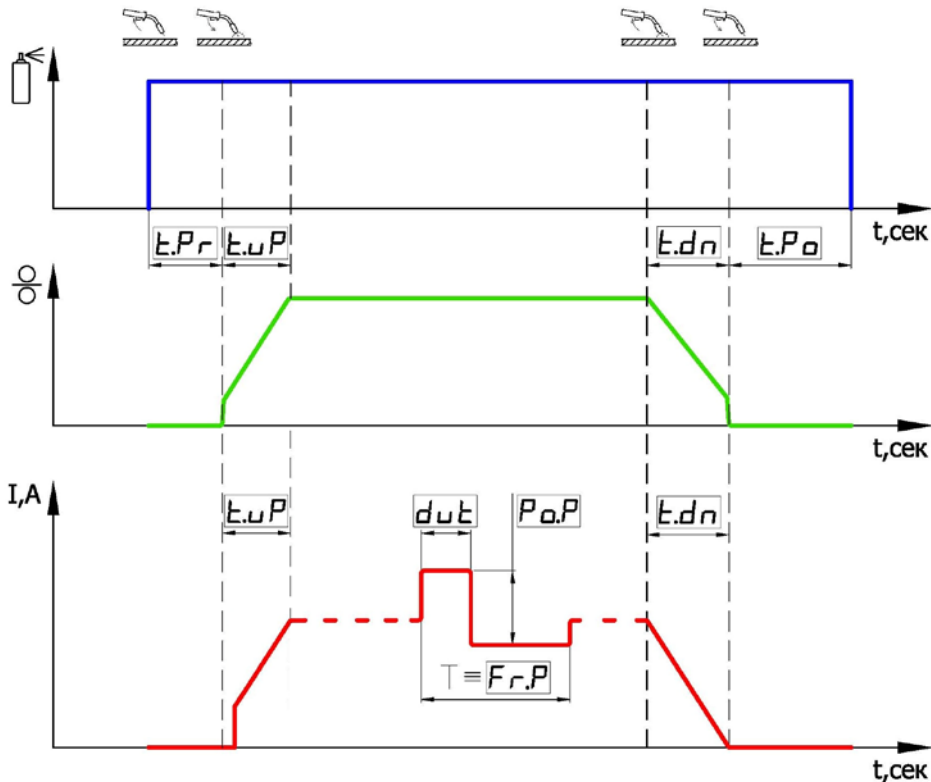 t.Pr t.uP t.dn t.Po
t,сек
t,сек
I,A
t.uP dut Po.P t.dn
T ≡ Fr.P
t,сек